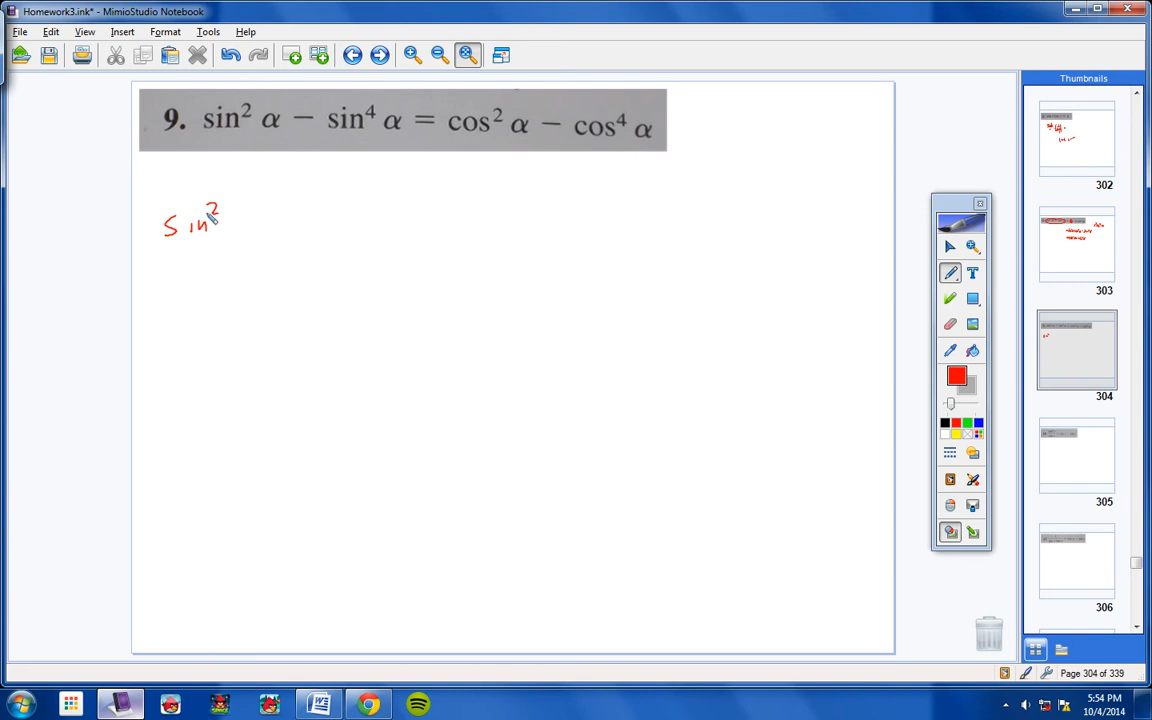 Homework3.ink* - MimioStudio Notebook
File Edit View Insert Format Tools Help
Thumbnails
9. sin² α − sin⁴ α = cos² α − cos⁴ α
sin²
302
303
304
305
306
Page 304 of 339
5:54 PM
10/4/2014